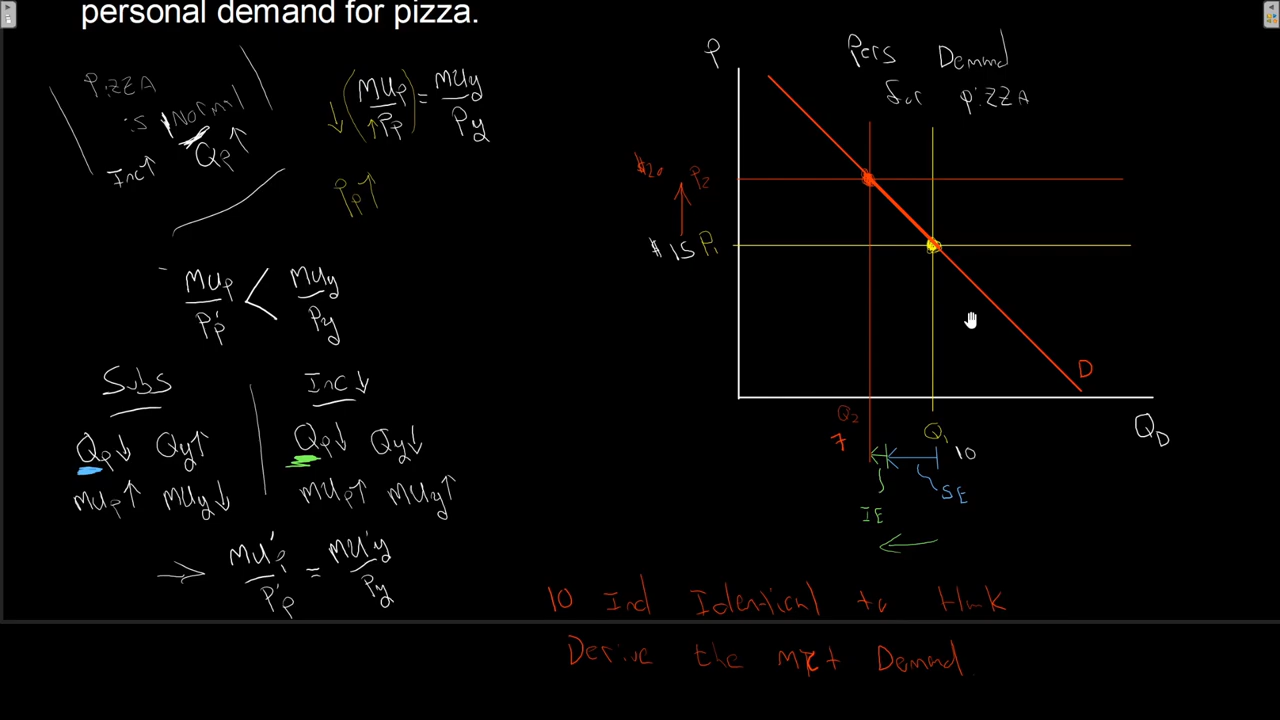 personal demand for pizza.
PIZZA
is Normal
Inc↑ Qp↑
↓(MUp/↑Pp) = MUy/Py
Pp↑
MUp/P'p < MUy/Py
Subs
Qp↓ Qy↑
MUp↑ MUy↓
Inc↓
Qp↓ Qy↓
MUp↑ MUy↑
→ MU'p/P'p = MU'y/Py
P
Pers Demand
for PIZZA
$20 P2
$15 P1
D
QD
Q2
7
Q1
10
SE
IE
10 Ind Identical to Hank
Derive the Mkt Demand